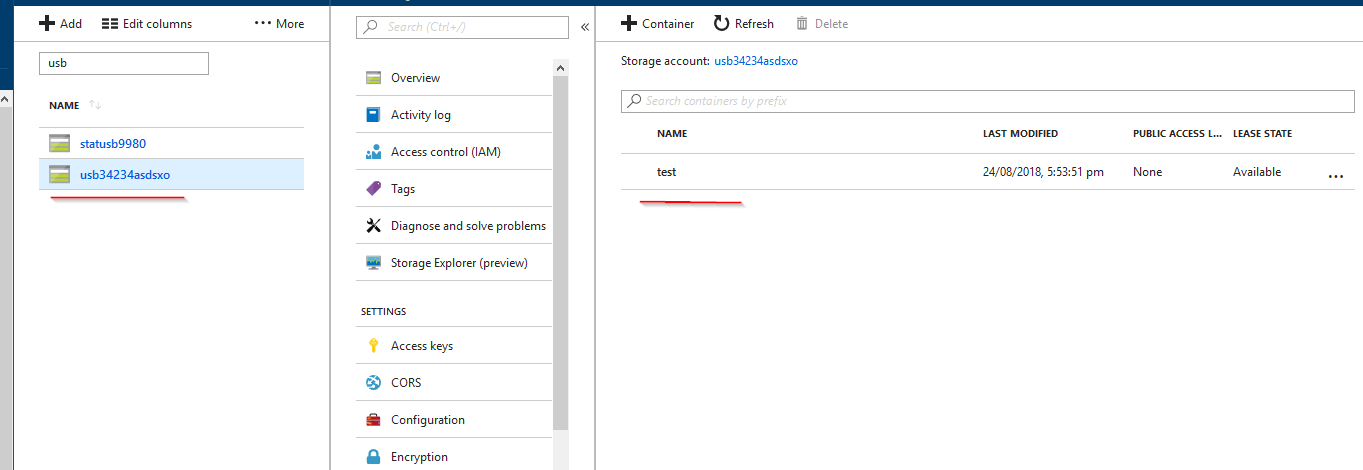 Add Edit columns ··· More
usb
NAME
statusb9980
usb34234asdsxo
Search (Ctrl+/)
Overview
Activity log
Access control (IAM)
Tags
Diagnose and solve problems
Storage Explorer (preview)
SETTINGS
Access keys
CORS
Configuration
Encryption
Container Refresh Delete
Storage account: usb34234asdsxo
Search containers by prefix
NAME LAST MODIFIED PUBLIC ACCESS L... LEASE STATE
test 24/08/2018, 5:53:51 pm None Available ...